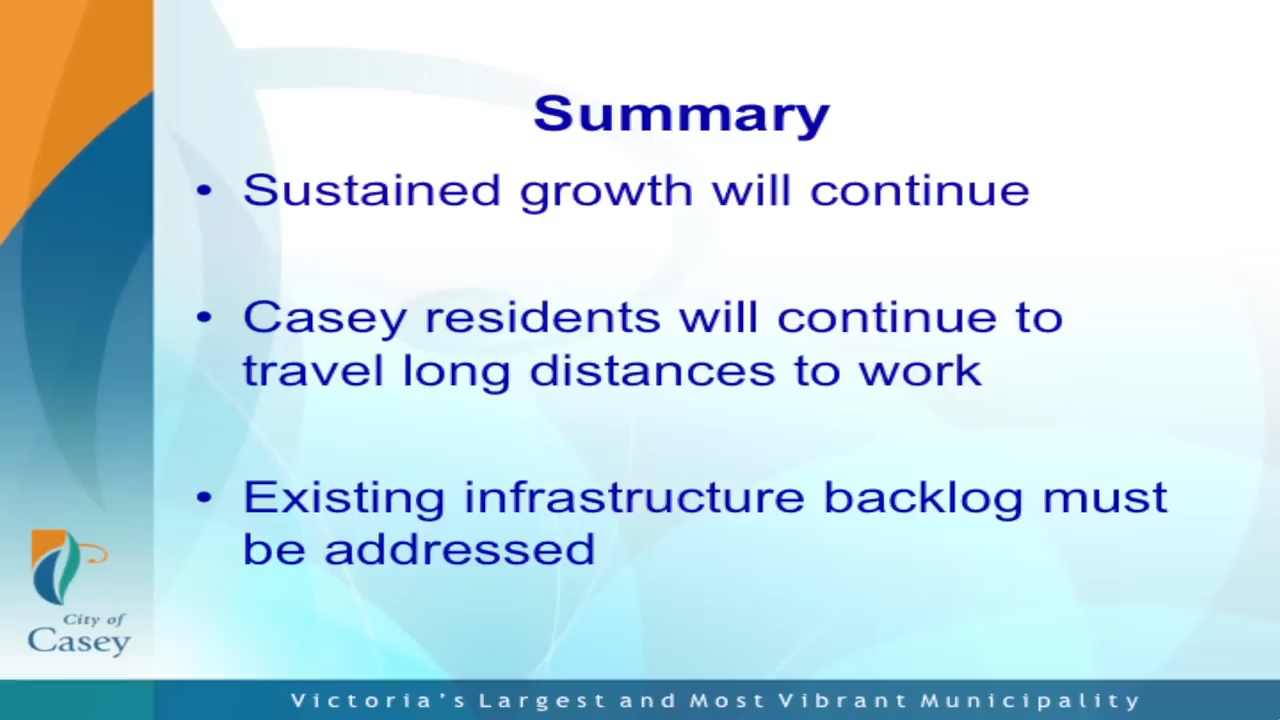 Summary
• Sustained growth will continue
• Casey residents will continue to
travel long distances to work
• Existing infrastructure backlog must
be addressed
City of
Casey
Victoria's Largest and Most Vibrant Municipality